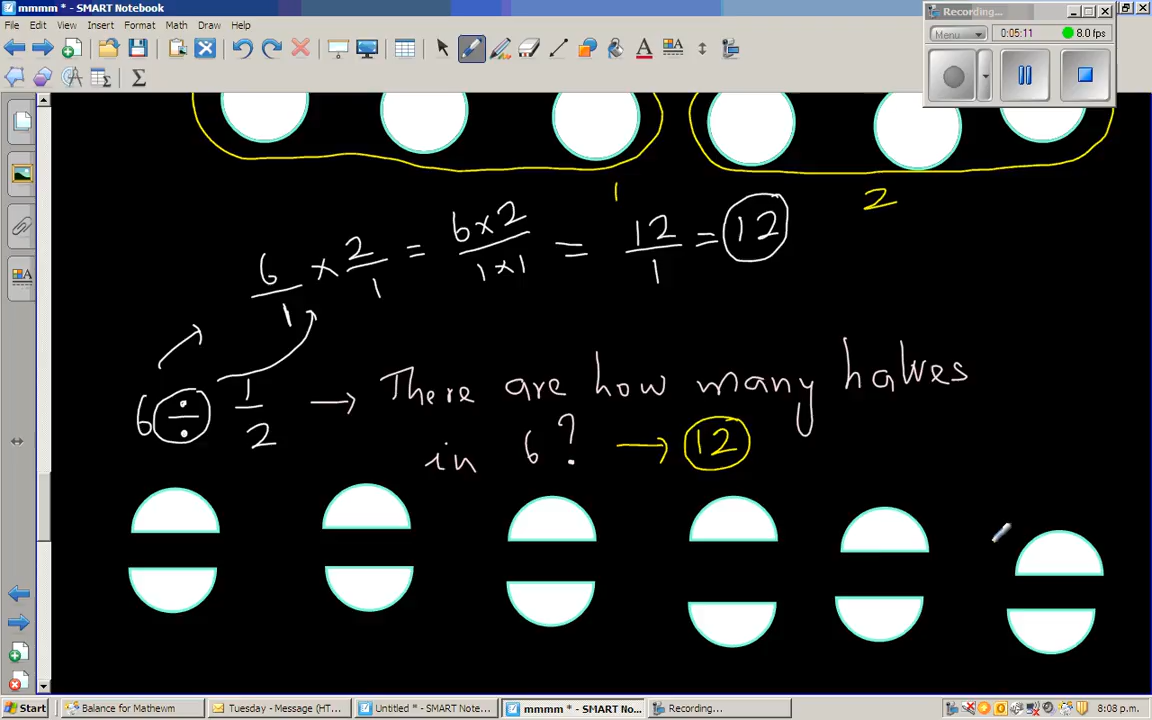 mmmm * - SMART Notebook
Recording...
File Edit View Insert Format Math Draw Help
Menu 0:05:11 8.0 fps
1 2
6/1 × 2/1 = 6×2/1×1 = 12/1 = 12
6 ÷ 1/2 → There are how many halves
in 6? → 12
Start Balance for Mathewm Tuesday - Message (HT... Untitled * - SMART Notebo... mmmm * - SMART No... Recording... 8:08 p.m.